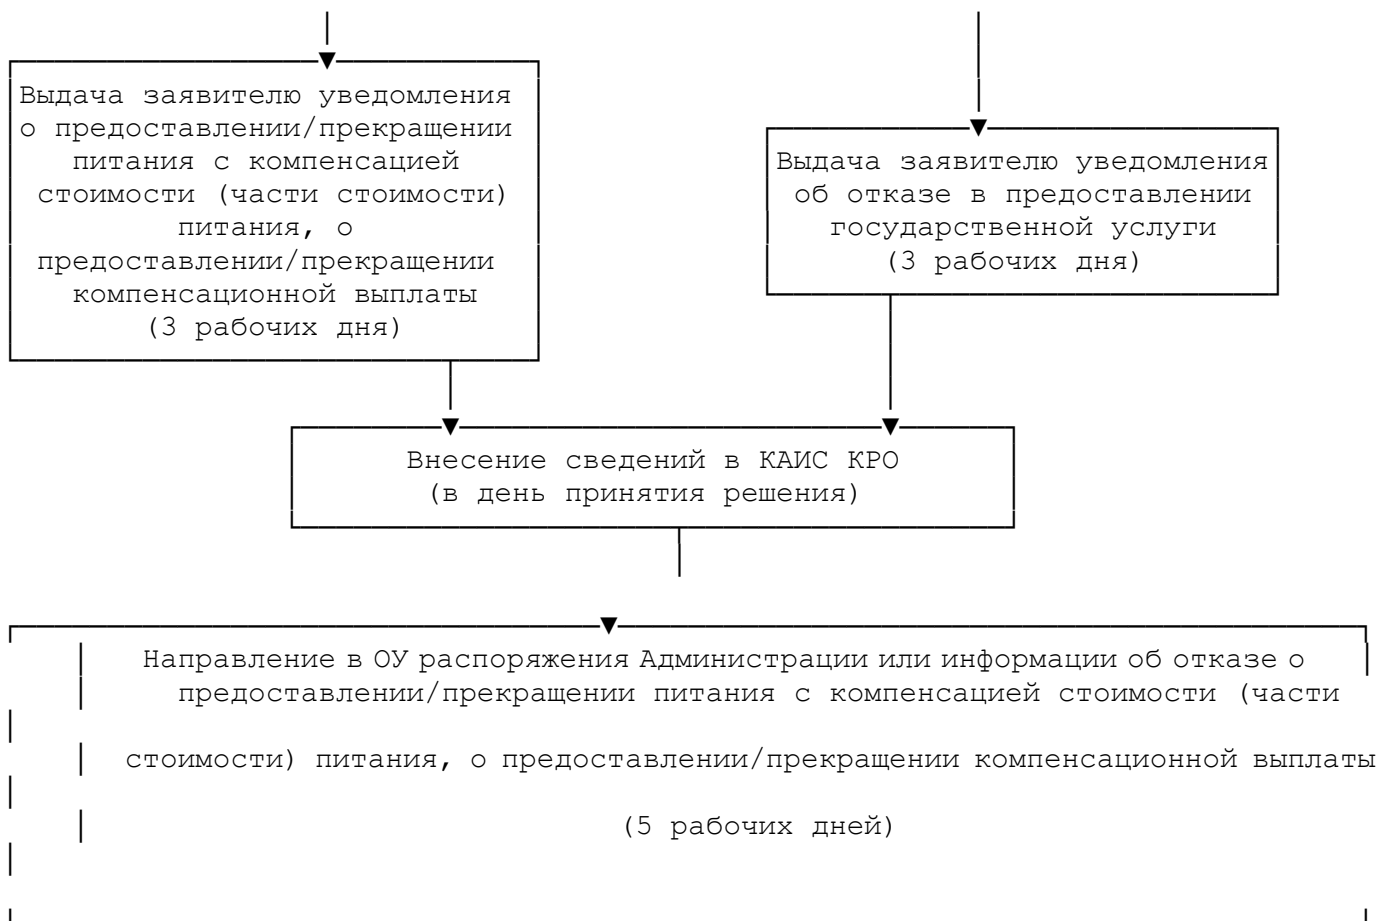 Выдача заявителю уведомления
о предоставлении/прекращении
питания с компенсацией
стоимости (части стоимости)
питания, о
предоставлении/прекращении
компенсационной выплаты
(3 рабочих дня)
Выдача заявителю уведомления
об отказе в предоставлении
государственной услуги
(3 рабочих дня)
Внесение сведений в КАИС КРО
(в день принятия решения)
Направление в ОУ распоряжения Администрации или информации об отказе о
предоставлении/прекращении питания с компенсацией стоимости (части
стоимости) питания, о предоставлении/прекращении компенсационной выплаты
(5 рабочих дней)